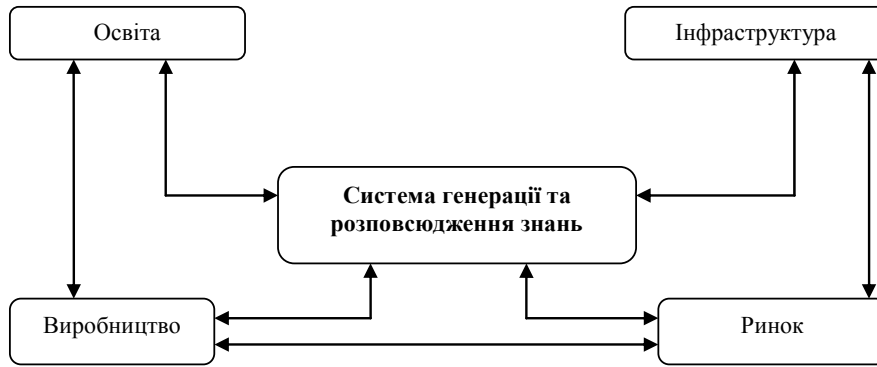 Освіта
Інфраструктура
Система генерації та
розповсюдження знань
Виробництво
Ринок